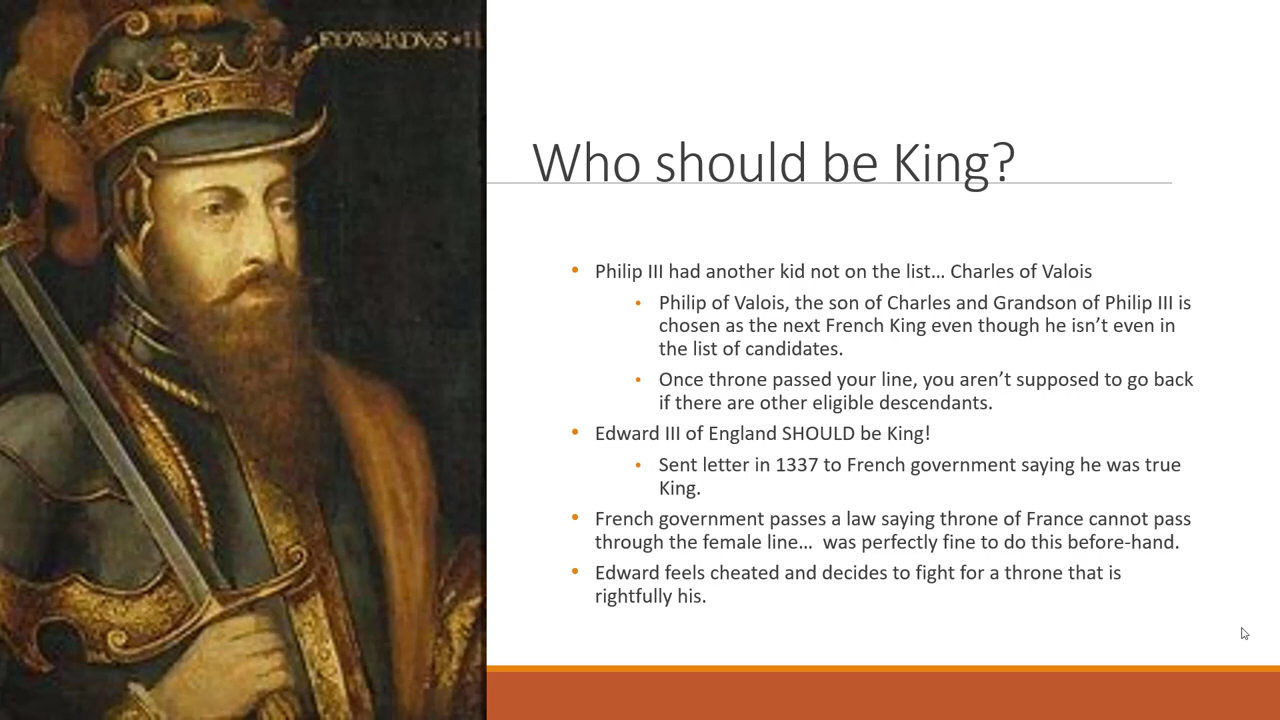 EDWARDVS
Who should be King?
• Philip III had another kid not on the list… Charles of Valois
• Philip of Valois, the son of Charles and Grandson of Philip III is
chosen as the next French King even though he isn’t even in
the list of candidates.
• Once throne passed your line, you aren’t supposed to go back
if there are other eligible descendants.
• Edward III of England SHOULD be King!
• Sent letter in 1337 to French government saying he was true
King.
• French government passes a law saying throne of France cannot pass
through the female line…  was perfectly fine to do this before-hand.
• Edward feels cheated and decides to fight for a throne that is
rightfully his.